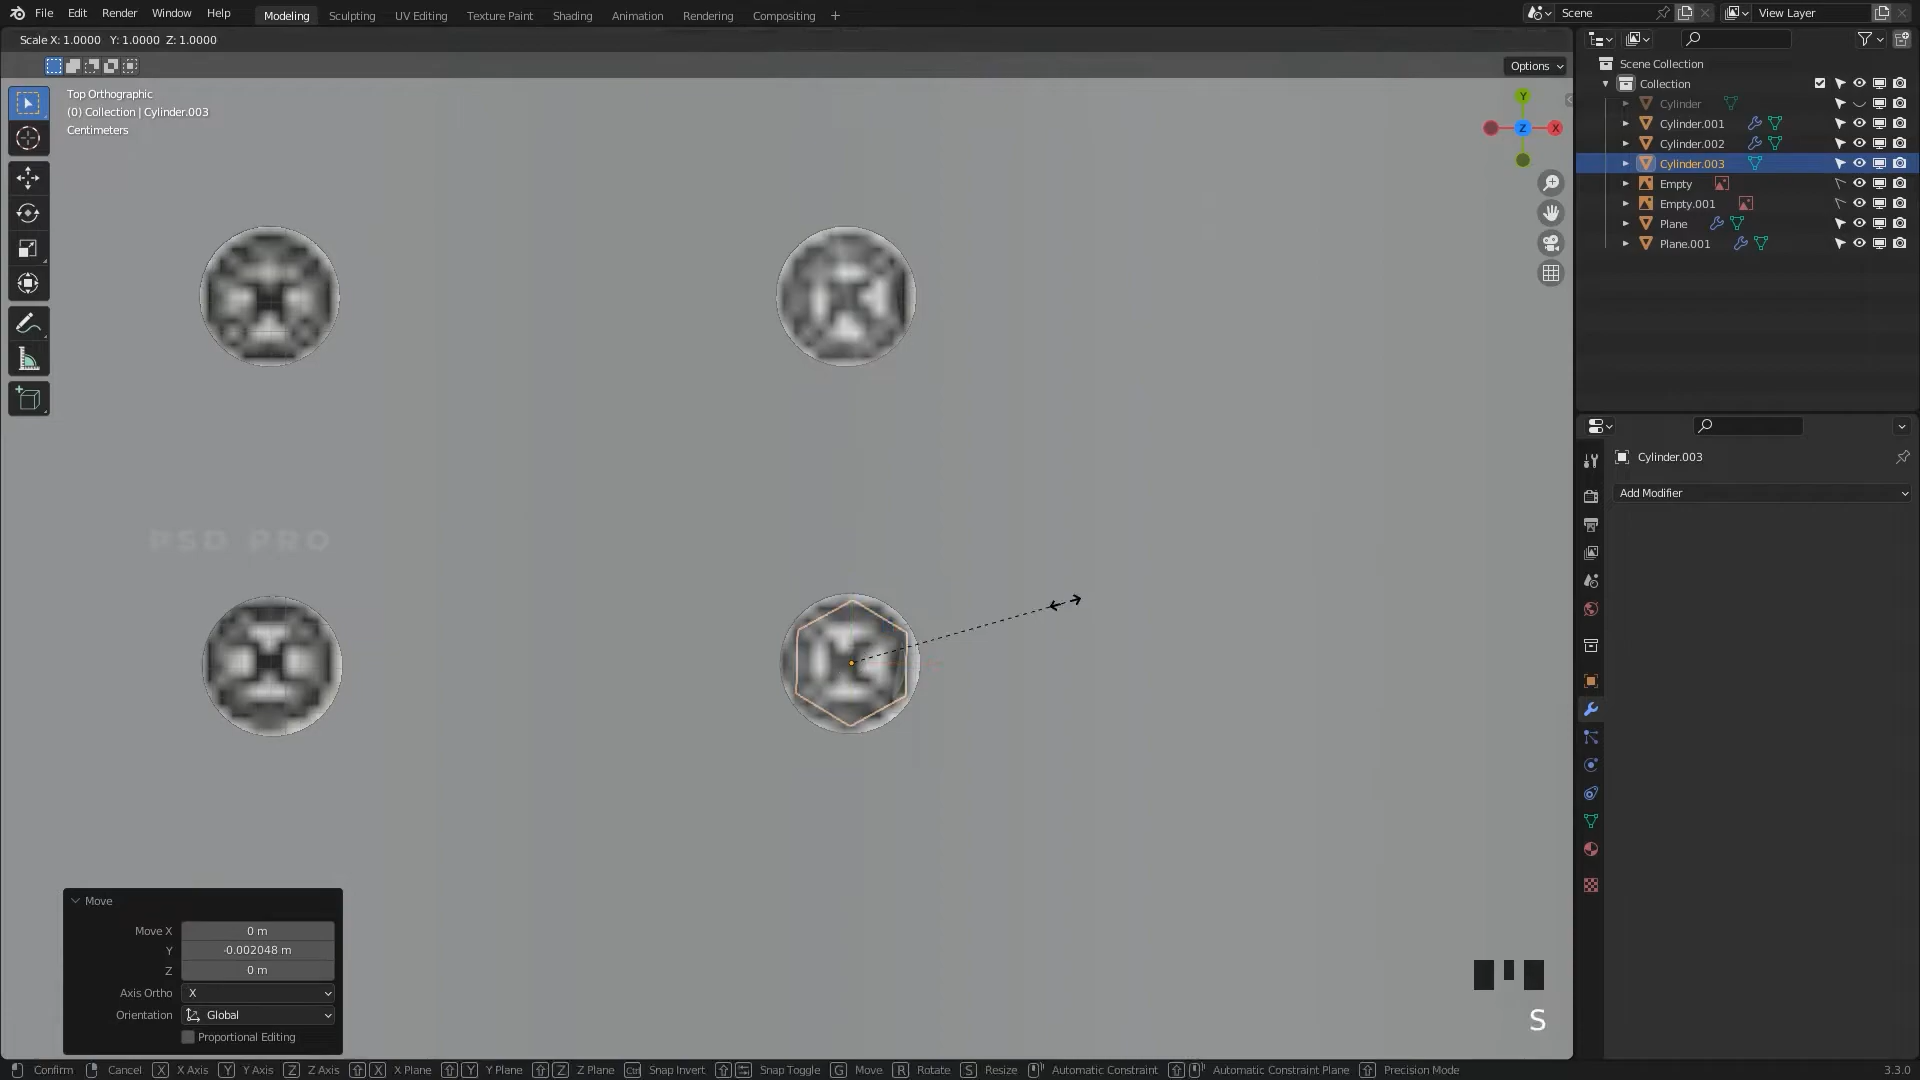 File Edit Render Window Help Modeling Sculpting UV Editing Texture Paint Shading Animation Rendering Compositing + Scene View Layer
Scale X: 1.0000 Y: 1.0000 Z: 1.0000
Options
Top Orthographic
(0) Collection | Cylinder.003
Centimeters
Y
Z
X
Scene Collection
Collection
Cylinder
Cylinder.001
Cylinder.002
Cylinder.003
Empty
Empty.001
Plane
Plane.001
Cylinder.003
Add Modifier
PSD PRO
Move
Move X 0 m
Y -0.002048 m
Z 0 m
Axis Ortho X
Orientation Global
Proportional Editing
S
Confirm Cancel X X Axis Y Y Axis Z Z Axis X X Plane Y Y Plane Z Z Plane Ctrl Snap Invert Snap Toggle G Move R Rotate S Resize Automatic Constraint Automatic Constraint Plane Precision Mode 3.3.0